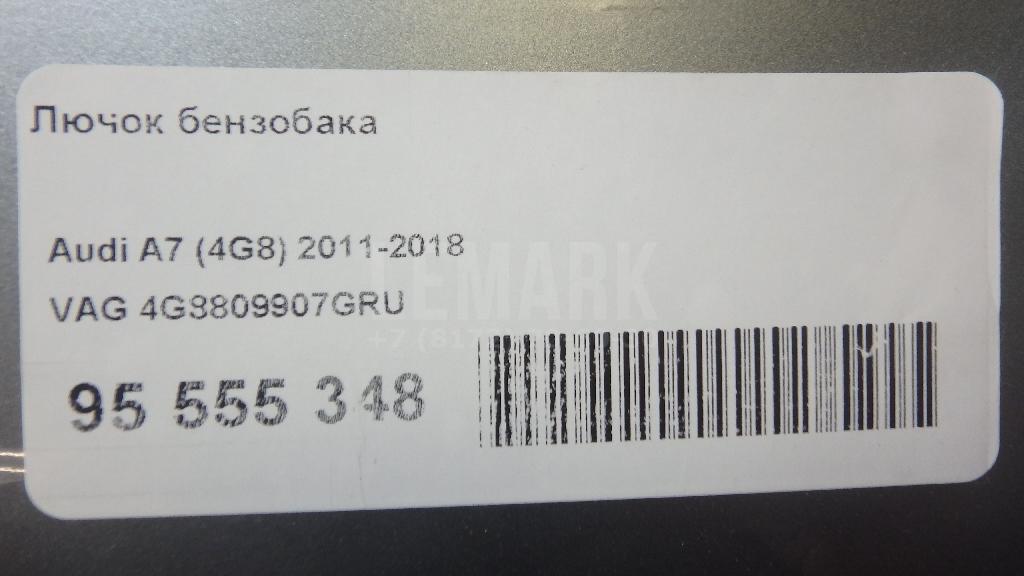 Лючок бензобака
Audi A7 (4G8) 2011-2018
VAG 4G8809907GRU
95 555 348